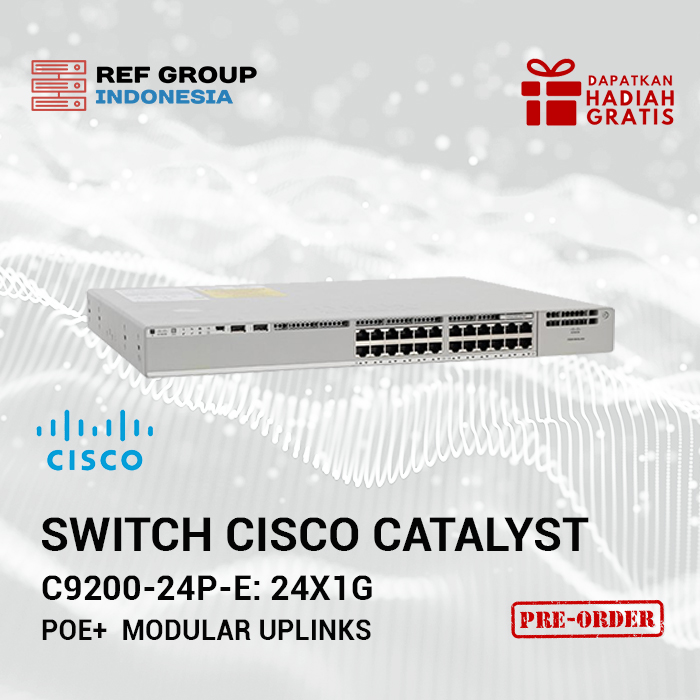 REF GROUP
INDONESIA
DAPATKAN
HADIAH
GRATIS
CISCO
SWITCH CISCO CATALYST
C9200-24P-E: 24X1G
POE+ MODULAR UPLINKS
PRE-ORDER